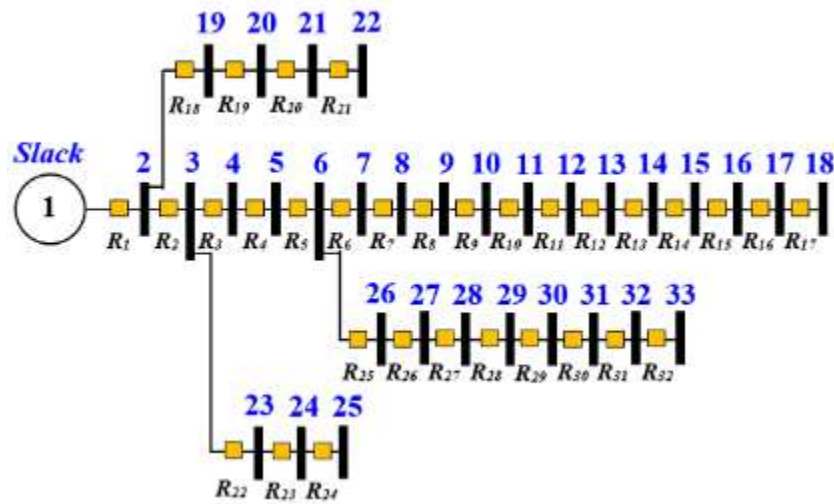 19 20 21 22
R18 R19 R20 R21
Slack
2 3 4 5 6 7 8 9 10 11 12 13 14 15 16 17 18
1
R1 R2 R3 R4 R5 R6 R7 R8 R9 R10 R11 R12 R13 R14 R15 R16 R17
26 27 28 29 30 31 32 33
R25 R26 R27 R28 R29 R30 R31 R32
23 24 25
R22 R23 R24